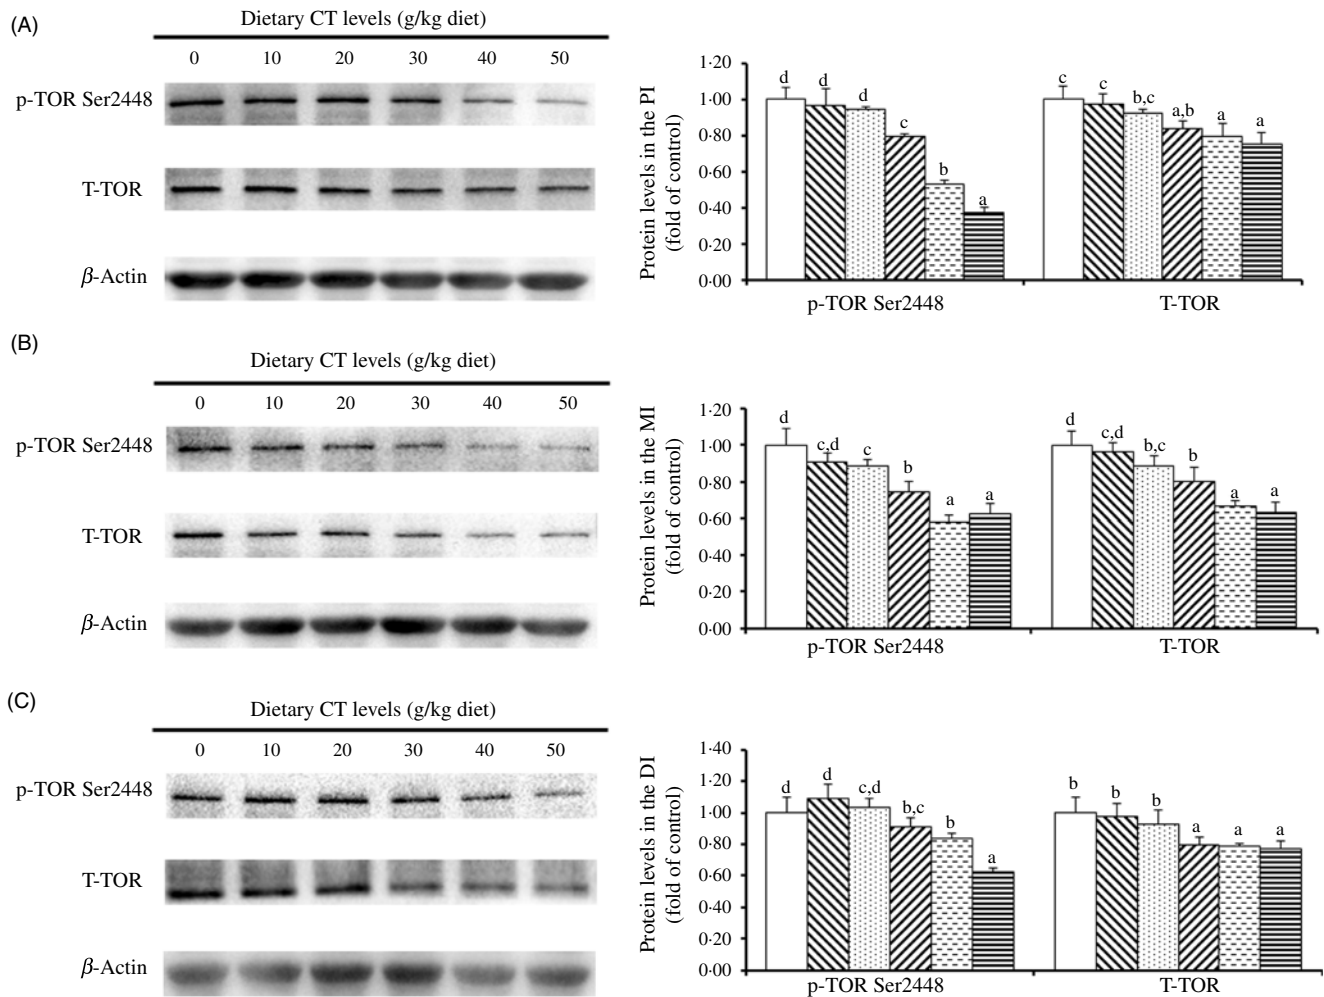 (A)
Dietary CT levels (g/kg diet)
0 10 20 30 40 50
p-TOR Ser2448
T-TOR
β-Actin
Protein levels in the PI
(fold of control)
1·20
1·00
0·80
0·60
0·40
0·20
0·00
d d d c b a
c c b,c a,b a a
p-TOR Ser2448 T-TOR
(B)
Dietary CT levels (g/kg diet)
0 10 20 30 40 50
p-TOR Ser2448
T-TOR
β-Actin
Protein levels in the MI
(fold of control)
1·20
1·00
0·80
0·60
0·40
0·20
0·00
d c,d c b a a
d c,d b,c b a a
p-TOR Ser2448 T-TOR
(C)
Dietary CT levels (g/kg diet)
0 10 20 30 40 50
p-TOR Ser2448
T-TOR
β-Actin
Protein levels in the DI
(fold of control)
1·40
1·20
1·00
0·80
0·60
0·40
0·20
0·00
d d c,d b,c b a
b b b a a a
p-TOR Ser2448 T-TOR